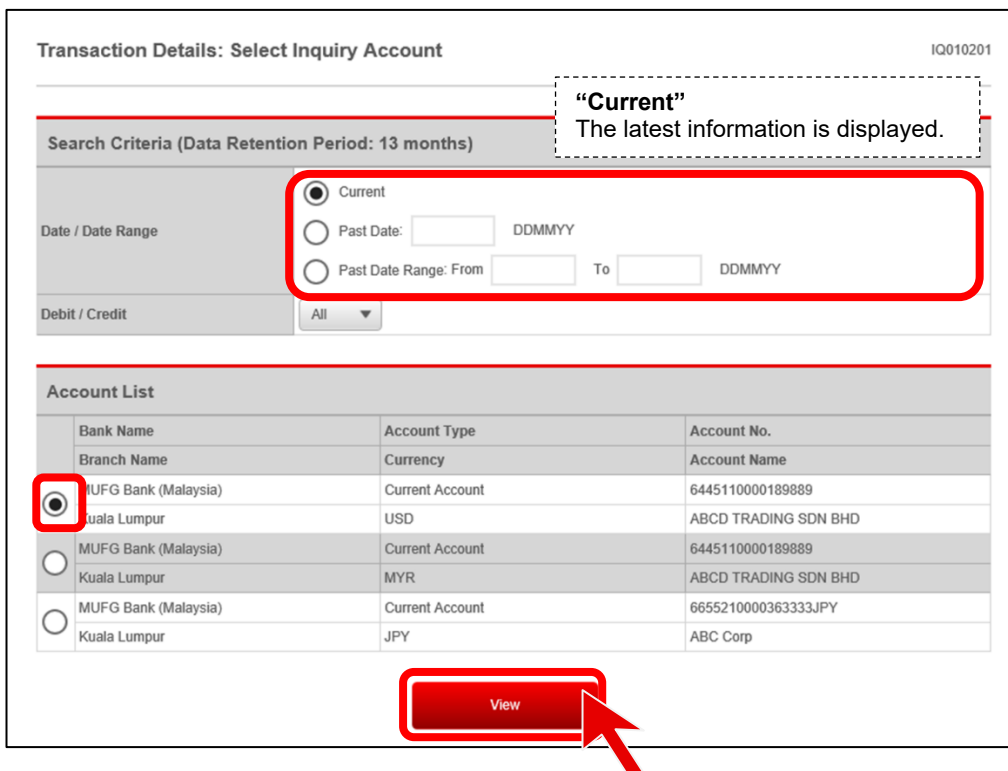 Transaction Details: Select Inquiry Account
IQ010201
“Current”
The latest information is displayed.
Search Criteria (Data Retention Period: 13 months)
Date / Date Range
Current
Past Date: DDMMYY
Past Date Range: From To DDMMYY
Debit / Credit All
Account List
Bank Name Account Type Account No.
Branch Name Currency Account Name
MUFG Bank (Malaysia) Current Account 6445110000189889
Kuala Lumpur USD ABCD TRADING SDN BHD
MUFG Bank (Malaysia) Current Account 6445110000189889
Kuala Lumpur MYR ABCD TRADING SDN BHD
MUFG Bank (Malaysia) Current Account 6655210000363333JPY
Kuala Lumpur JPY ABC Corp
View